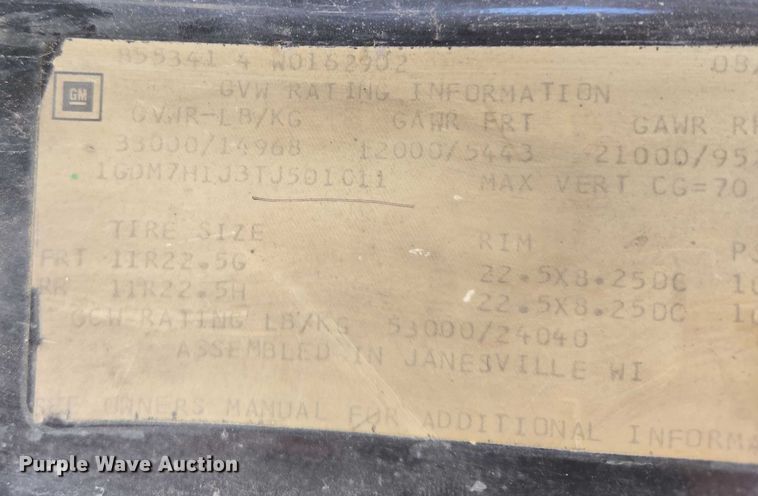 855341 4 W0162902 08/
GM
GVW RATING INFORMATION
GVWR-LB/KG GAWR FRT GAWR R
33000/14968 12000/5443 21000/95
1GDM7H1J3TJ501011 MAX VERT CG=70
TIRE SIZE RIM P
FRT 11R22.5G 22.5X8.25DC 1
RR 11R22.5H 22.5X8.25DC 1
GCW RATING LB/KG 53000/24040
ASSEMBLED IN JANESVILLE WI
SEE OWNERS MANUAL FOR ADDITIONAL INFORMA
Purple Wave Auction